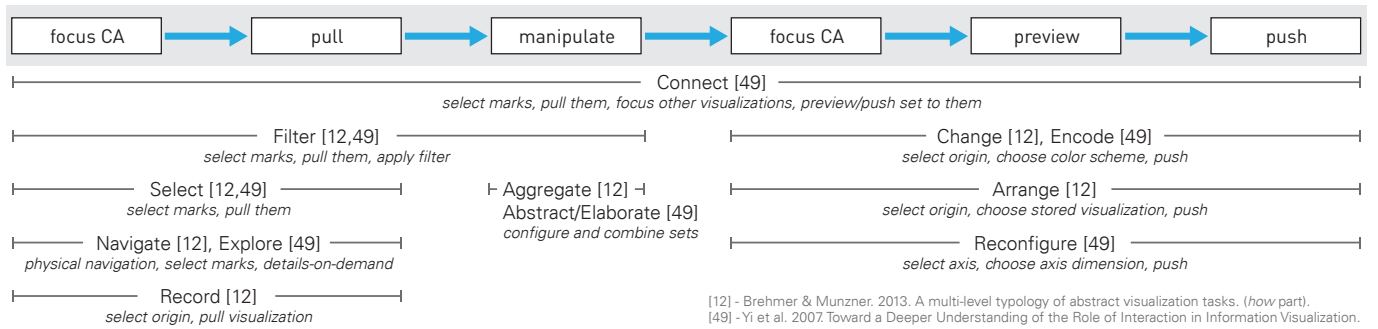 focus CA pull manipulate focus CA preview push
Connect [49]
select marks, pull them, focus other visualizations, preview/push set to them
Filter [12,49]
select marks, pull them, apply filter
Change [12], Encode [49]
select origin, choose color scheme, push
Select [12,49]
select marks, pull them
Aggregate [12]
Abstract/Elaborate [49]
configure and combine sets
Arrange [12]
select origin, choose stored visualization, push
Navigate [12], Explore [49]
physical navigation, select marks, details-on-demand
Reconfigure [49]
select axis, choose axis dimension, push
Record [12]
select origin, pull visualization
[12] - Brehmer & Munzner. 2013. A multi-level typology of abstract visualization tasks. (how part).
[49] - Yi et al. 2007. Toward a Deeper Understanding of the Role of Interaction in Information Visualization.